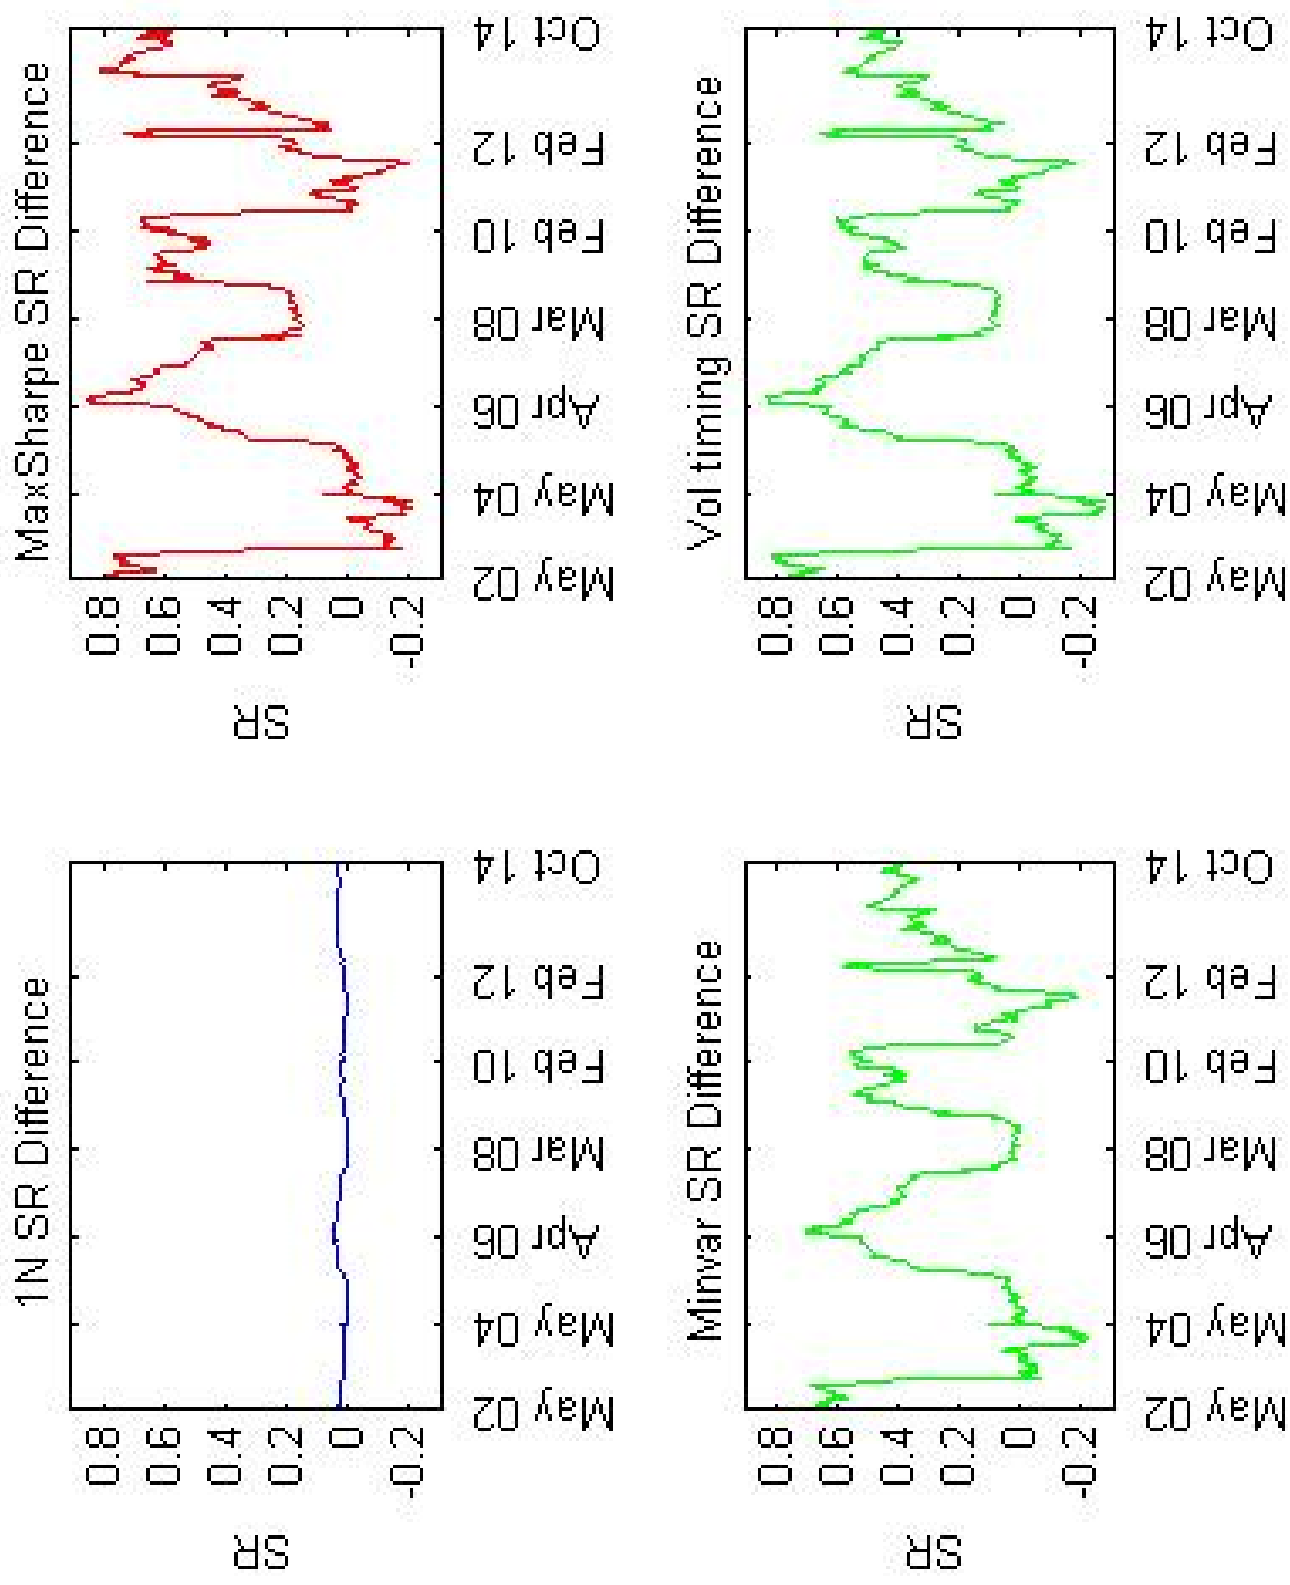 1N SR Difference
SR
0.8
0.6
0.4
0.2
0
-0.2
May 02 May 04 Apr 06 Mar 08 Feb 10 Feb 12 Oct 14
MaxSharpe SR Difference
SR
0.8
0.6
0.4
0.2
0
-0.2
May 02 May 04 Apr 06 Mar 08 Feb 10 Feb 12 Oct 14
Minvar SR Difference
SR
0.8
0.6
0.4
0.2
0
-0.2
May 02 May 04 Apr 06 Mar 08 Feb 10 Feb 12 Oct 14
Vol timing SR Difference
SR
0.8
0.6
0.4
0.2
0
-0.2
May 02 May 04 Apr 06 Mar 08 Feb 10 Feb 12 Oct 14